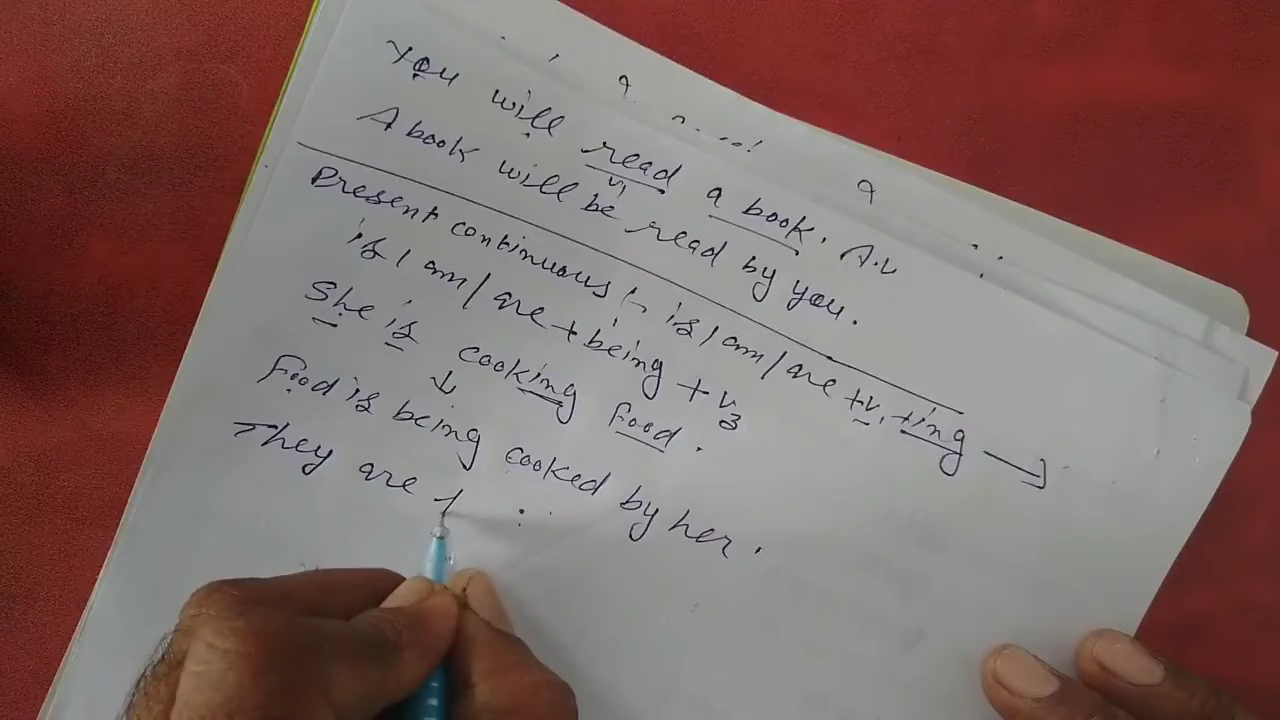 You will read a book. A.V
V1
A book will be read by you.
Present continuous :- is/am/are +V1+ing →
is/am/are + being + V3
She is cooking food.
↓
Food is being cooked by her.
They are